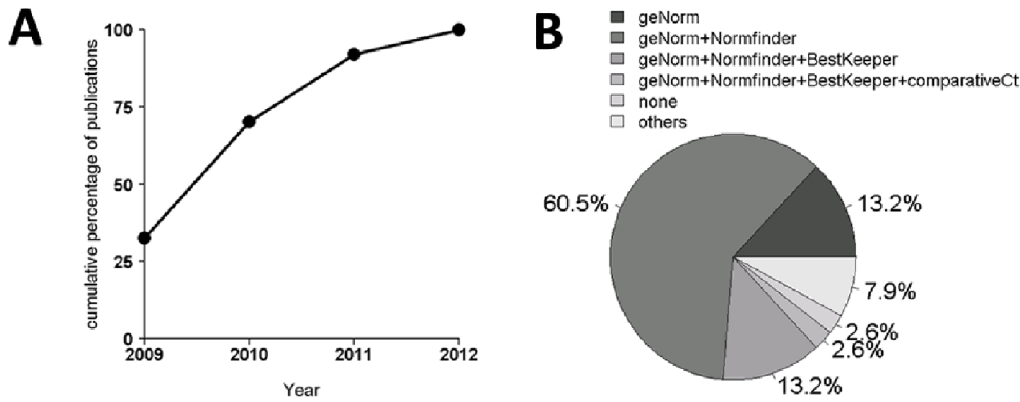 A
cumulative percentage of publications
100
75
50
25
0
2009 2010 2011 2012
Year
B
geNorm
geNorm+Normfinder
geNorm+Normfinder+BestKeeper
geNorm+Normfinder+BestKeeper+comparativeCt
none
others
60.5%
13.2%
7.9%
2.6%
2.6%
13.2%